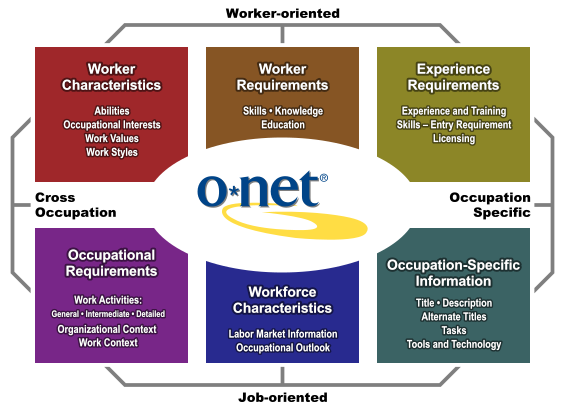 Worker-oriented
Worker
Characteristics
Abilities
Occupational Interests
Work Values
Work Styles
Worker
Requirements
Skills • Knowledge
Education
Experience
Requirements
Experience and Training
Skills – Entry Requirement
Licensing
o*net®
Cross
Occupation
Occupation
Specific
Occupational
Requirements
Work Activities:
General • Intermediate • Detailed
Organizational Context
Work Context
Workforce
Characteristics
Labor Market Information
Occupational Outlook
Occupation-Specific
Information
Title • Description
Alternate Titles
Tasks
Tools and Technology
Job-oriented